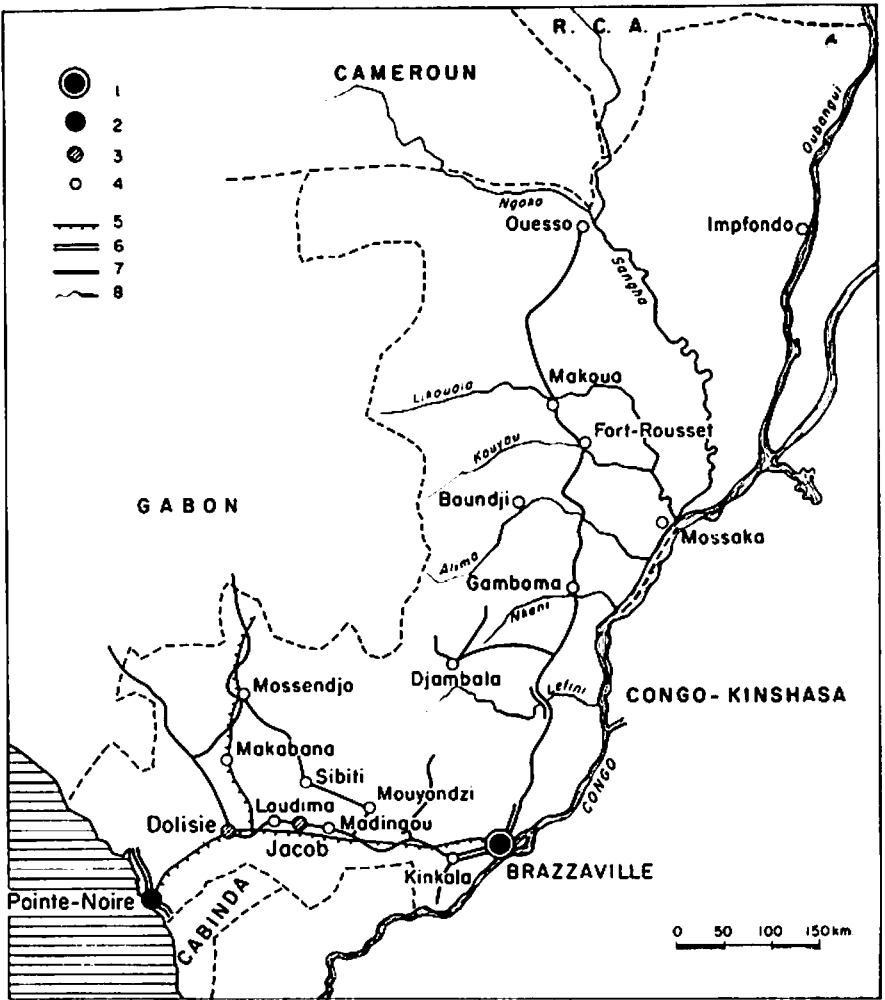 R. C. A.
CAMEROUN
1
2
3
4
5
6
7
8
Oubangui
Ngoko
Ouesso
Impfondo
Sangha
Makoua
Likouala
Fort-Rousset
Kouyou
Boundji
GABON
Mossaka
Alima
Gamboma
Nkeni
Djambala
Lefini
CONGO-KINSHASA
Mossendjo
Makabana
Sibiti
Mouyondzi
CONGO
Loudima
Dolisie
Madingou
Jacob
Kinkala
BRAZZAVILLE
Pointe-Noire
CABINDA
0 50 100 150 km